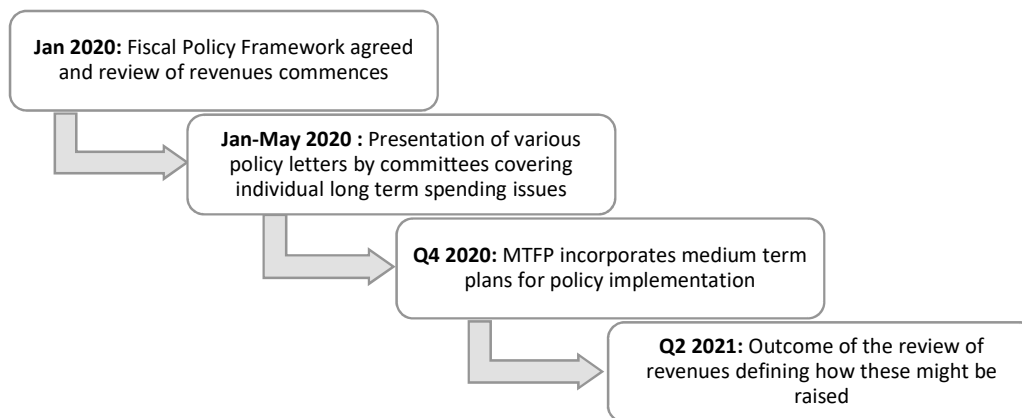 Jan 2020: Fiscal Policy Framework agreed
and review of revenues commences
Jan-May 2020 : Presentation of various
policy letters by committees covering
individual long term spending issues
Q4 2020: MTFP incorporates medium term
plans for policy implementation
Q2 2021: Outcome of the review of
revenues defining how these might be
raised